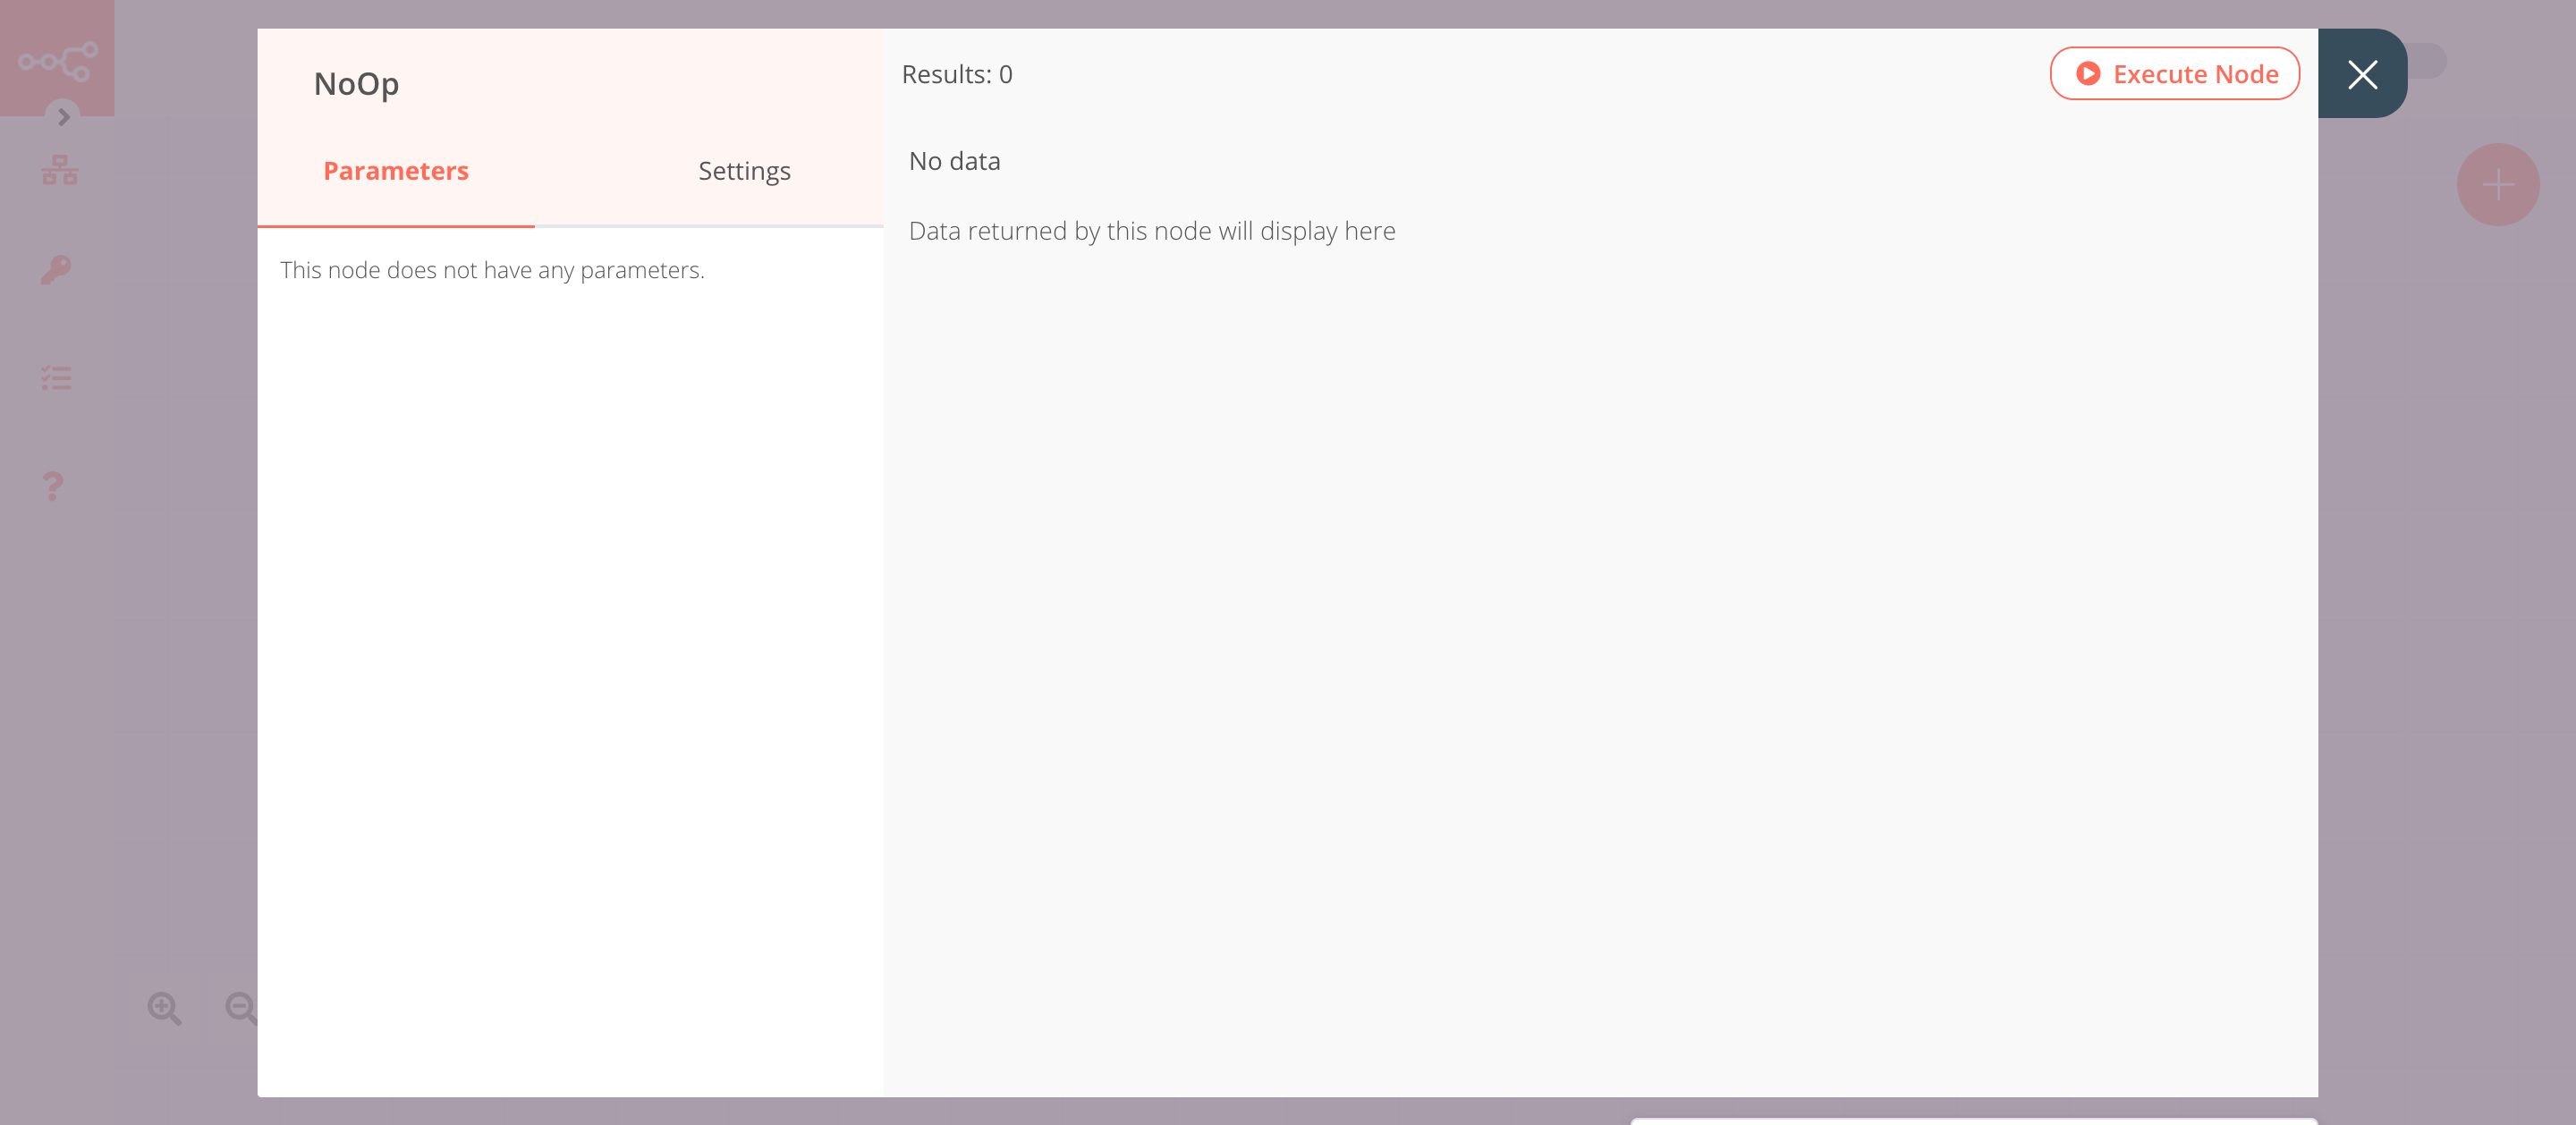 NoOp
Parameters
Settings
This node does not have any parameters.
Results: 0
Execute Node
No data
Data returned by this node will display here